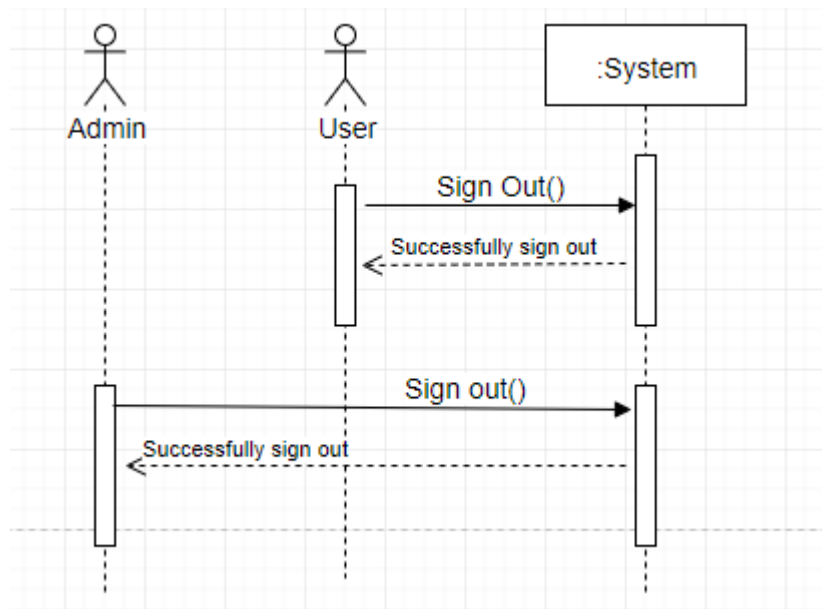 Admin
User
:System
Sign Out()
Successfully sign out
Sign out()
Successfully sign out